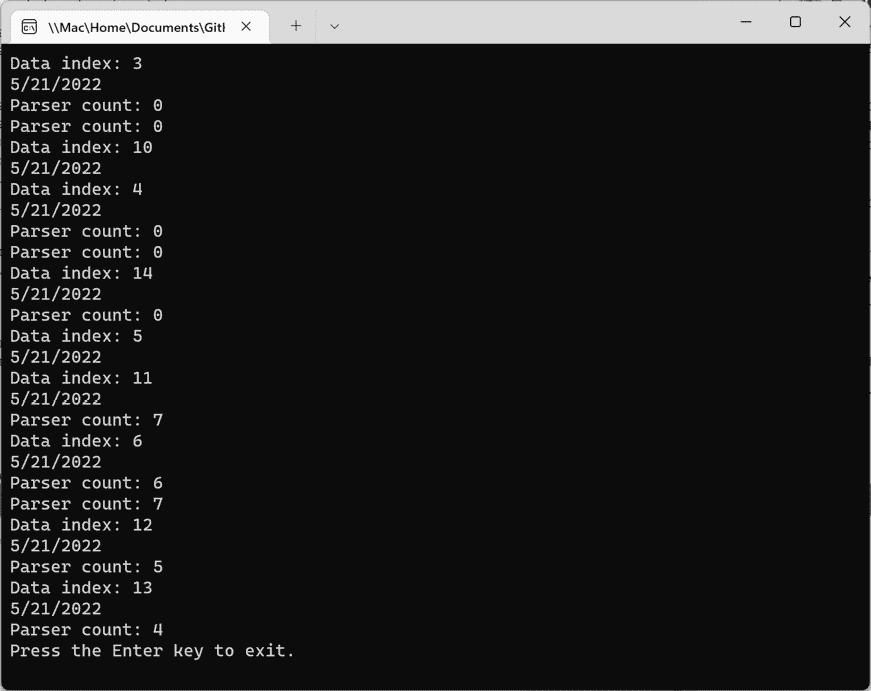 \\Mac\Home\Documents\Gitl
Data index: 3
5/21/2022
Parser count: 0
Parser count: 0
Data index: 10
5/21/2022
Data index: 4
5/21/2022
Parser count: 0
Parser count: 0
Data index: 14
5/21/2022
Parser count: 0
Data index: 5
5/21/2022
Data index: 11
5/21/2022
Parser count: 7
Data index: 6
5/21/2022
Parser count: 6
Parser count: 7
Data index: 12
5/21/2022
Parser count: 5
Data index: 13
5/21/2022
Parser count: 4
Press the Enter key to exit.